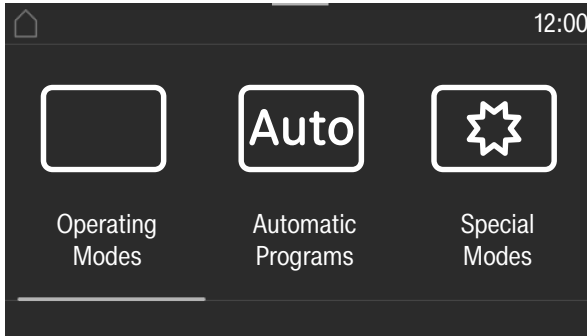 12:00
Auto
Operating Modes
Automatic Programs
Special Modes